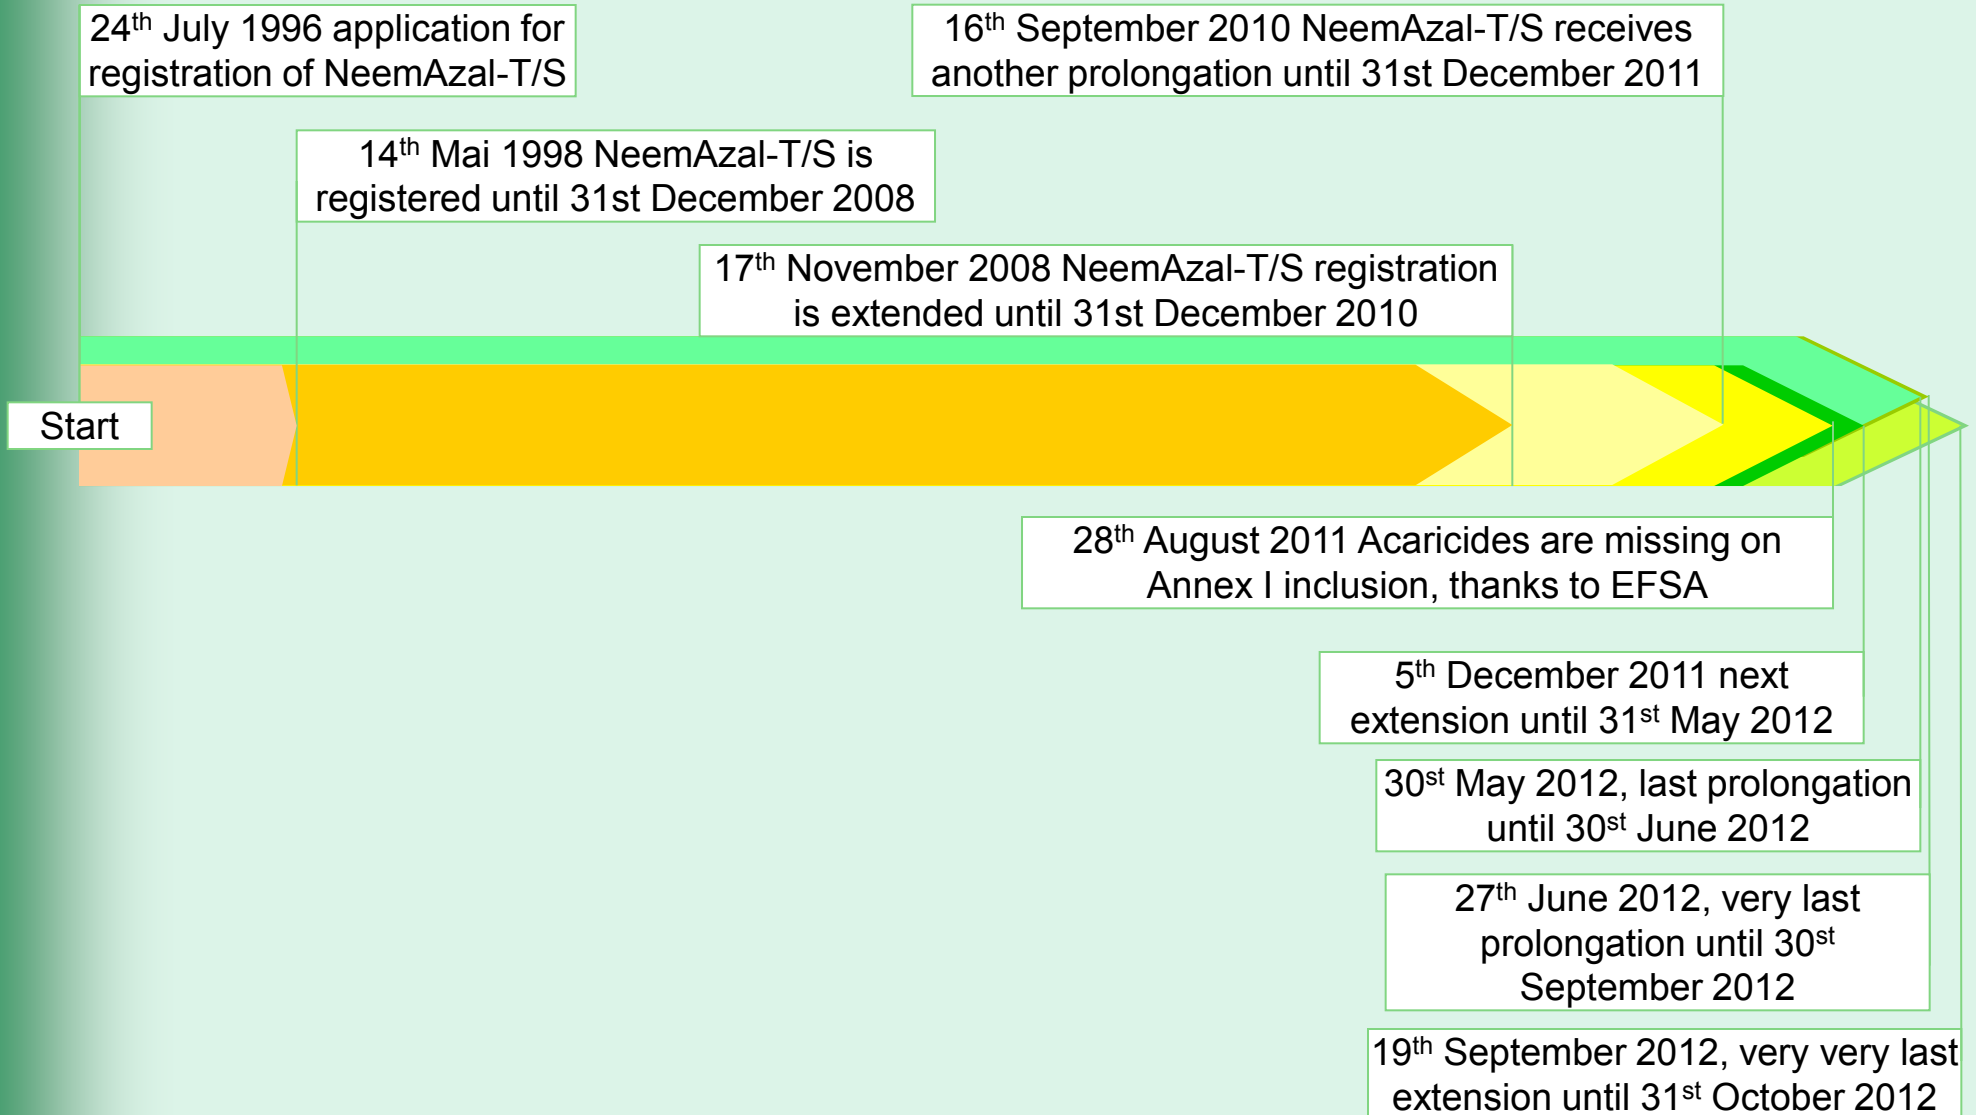 24th July 1996 application for
registration of NeemAzal-T/S
16th September 2010 NeemAzal-T/S receives
another prolongation until 31st December 2011
14th Mai 1998 NeemAzal-T/S is
registered until 31st December 2008
17th November 2008 NeemAzal-T/S registration
is extended until 31st December 2010
Start
28th August 2011 Acaricides are missing on
Annex I inclusion, thanks to EFSA
5th December 2011 next
extension until 31st May 2012
30st May 2012, last prolongation
until 30st June 2012
27th June 2012, very last
prolongation until 30st
September 2012
19th September 2012, very very last
extension until 31st October 2012